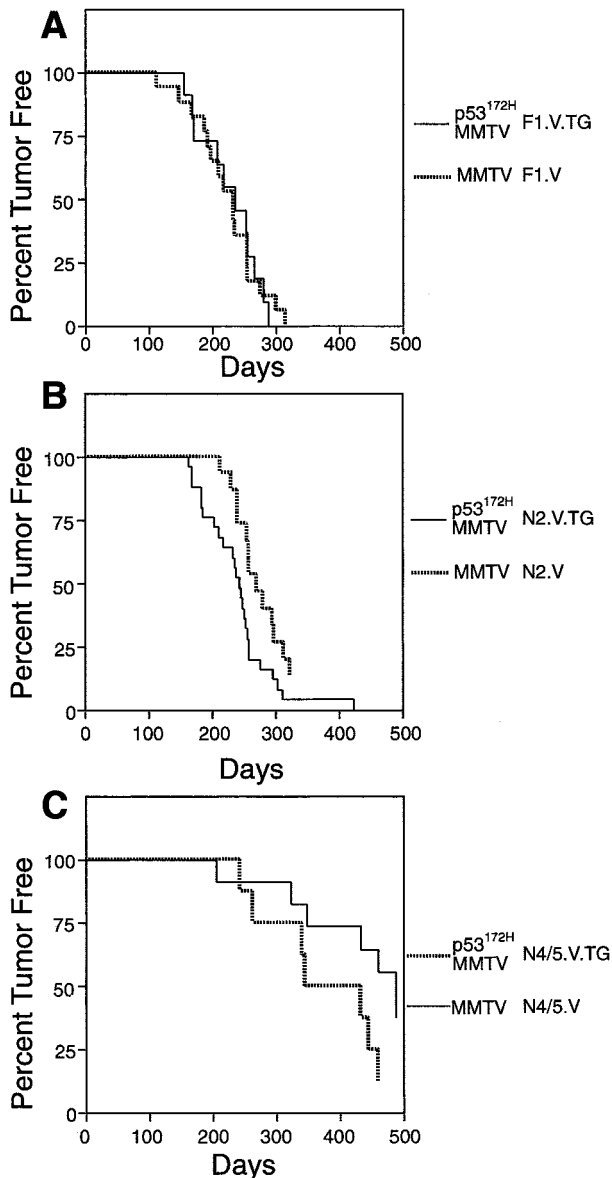 A
Percent Tumor Free
100
75
50
25
0
0 100 200 300 400 500
Days
p53172H
MMTV F1.V.TG
MMTV F1.V
B
Percent Tumor Free
100
75
50
25
0
0 100 200 300 400 500
Days
p53172H
MMTV N2.V.TG
MMTV N2.V
C
Percent Tumor Free
100
75
50
25
0
0 100 200 300 400 500
Days
p53172H
MMTV N4/5.V.TG
MMTV N4/5.V